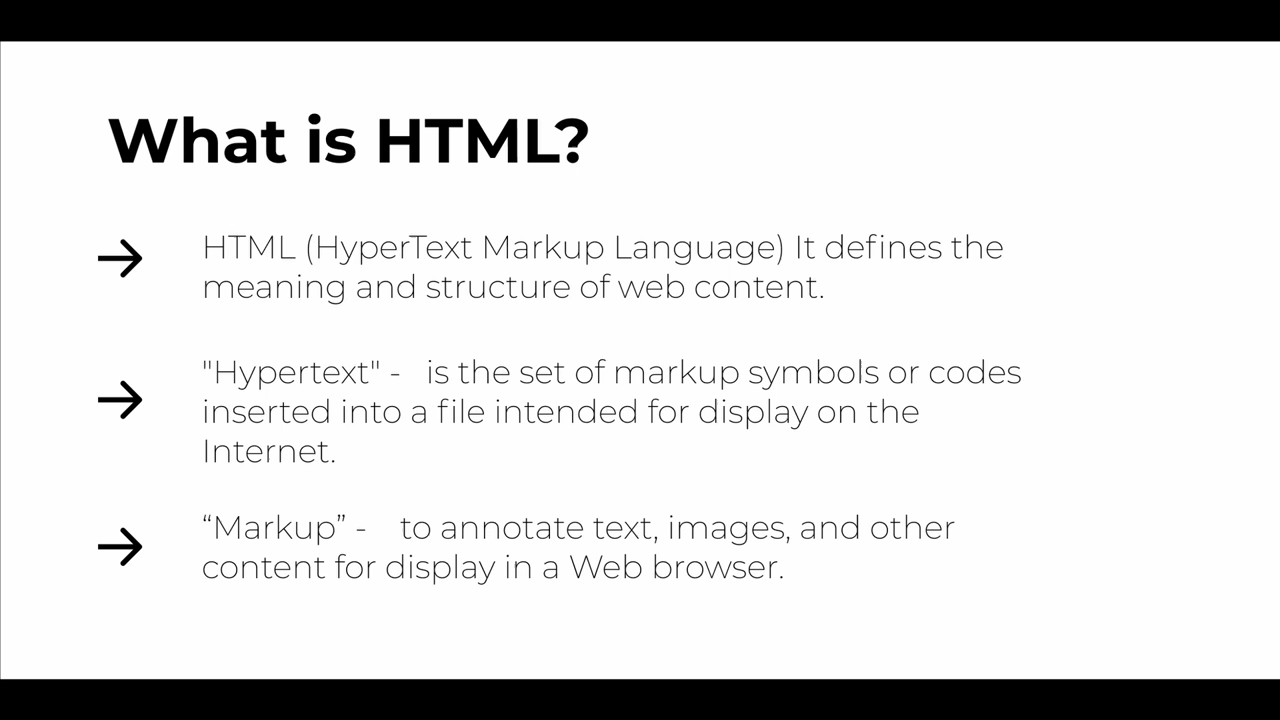 What is HTML?
HTML (HyperText Markup Language) It defines the
meaning and structure of web content.
"Hypertext" - is the set of markup symbols or codes
inserted into a file intended for display on the
Internet.
“Markup” - to annotate text, images, and other
content for display in a Web browser.